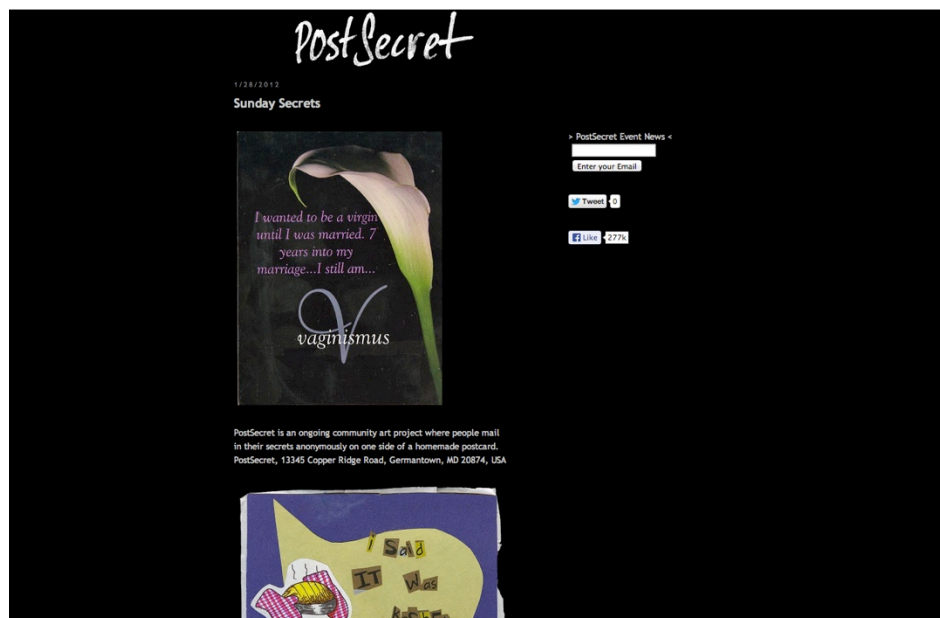 PostSecret
1/28/2012
Sunday Secrets
> PostSecret Event News <
Enter your Email
Tweet 0
Like 277k
I wanted to be a virgin
until I was married. 7
years into my
marriage...I still am...
V
vaginismus
PostSecret is an ongoing community art project where people mail
in their secrets anonymously on one side of a homemade postcard.
PostSecret, 13345 Copper Ridge Road, Germantown, MD 20874, USA
i Said
IT Was